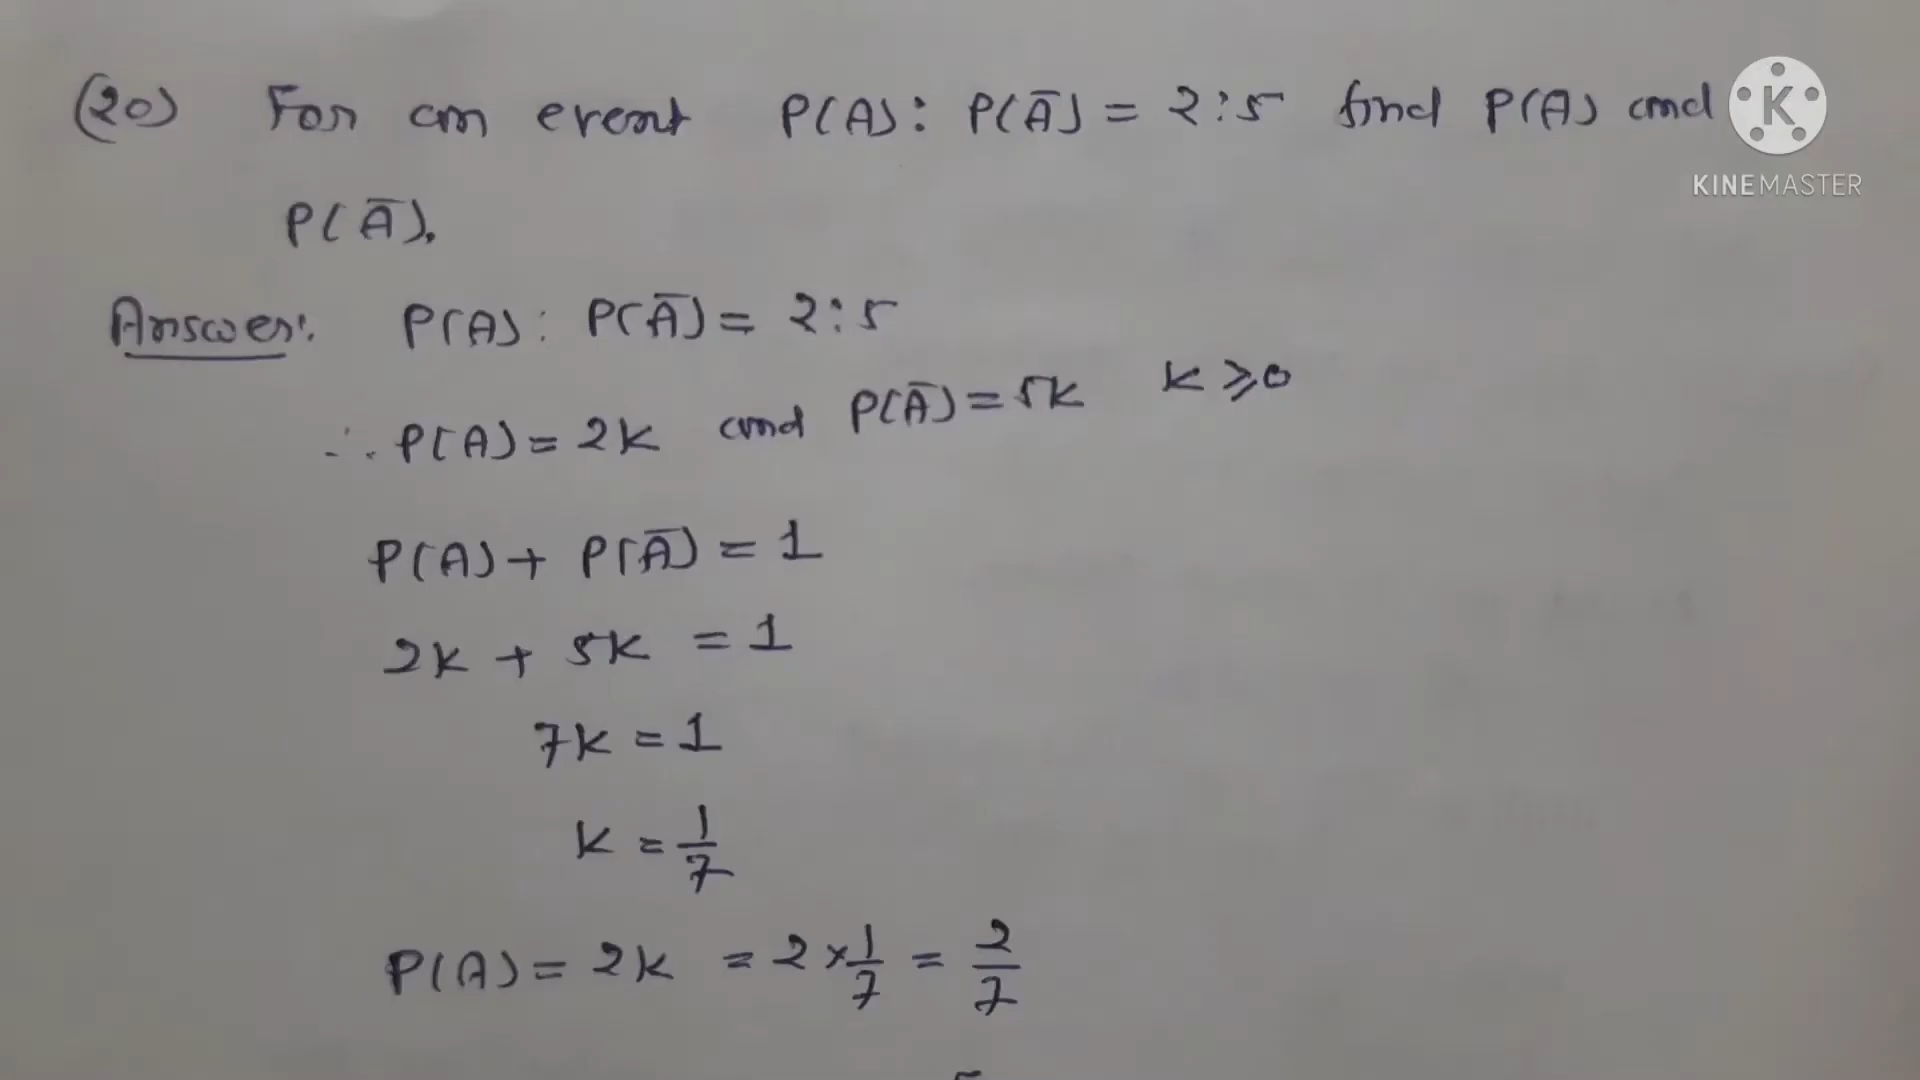 (20) For an event P(A): P(Ā) = 2:5 find P(A) and
P(Ā).
Answer: P(A): P(Ā) = 2:5
∴ P(A) = 2k and P(Ā) = 5k k ⩾ 0
P(A) + P(Ā) = 1
2k + 5k = 1
7k = 1
k = 1/7
P(A) = 2k = 2 × 1/7 = 2/7
K
KINEMASTER